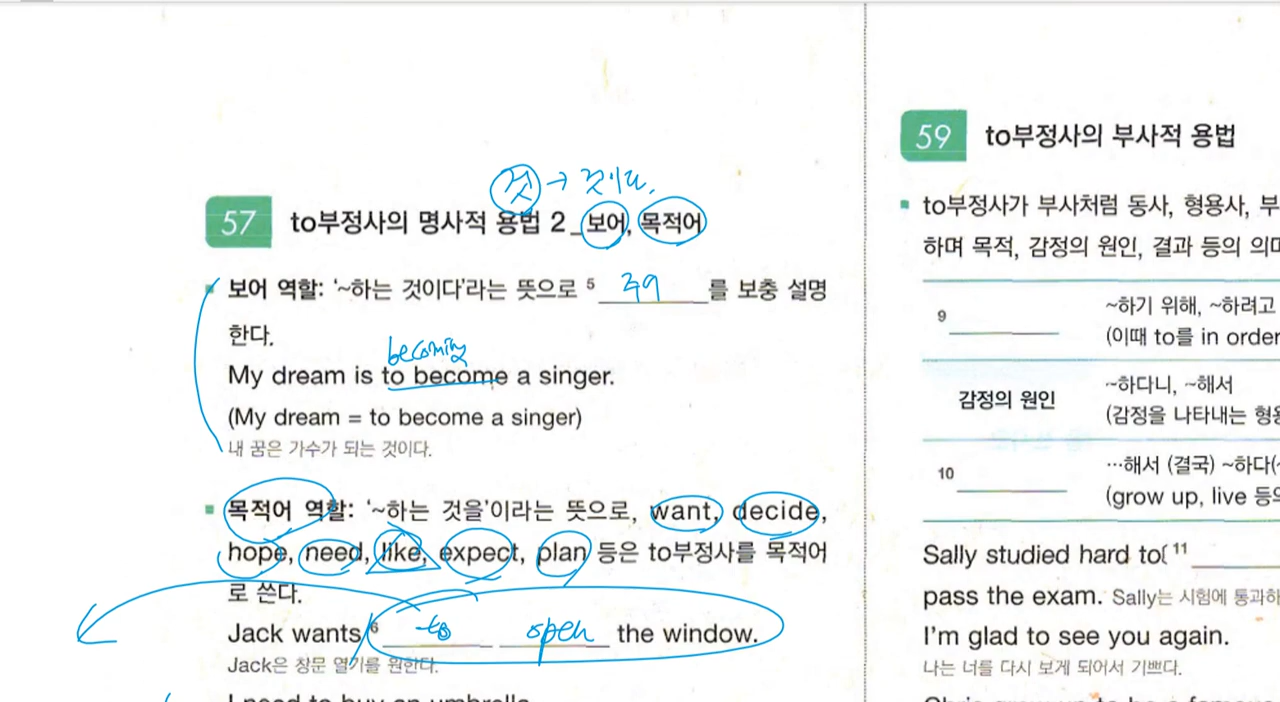 것 → 것이다.
57 to부정사의 명사적 용법 2_보어, 목적어
보어 역할: '~하는 것이다'라는 뜻으로 5 주어 를 보충 설명
한다.
becoming
My dream is to become a singer.
(My dream = to become a singer)
내 꿈은 가수가 되는 것이다.
목적어 역할: '~하는 것을'이라는 뜻으로, want, decide,
hope, need, like, expect, plan 등은 to부정사를 목적어
로 쓴다.
Jack wants 6 to open the window.
Jack은 창문 열기를 원한다.
I need to buy an umbrella.
59 to부정사의 부사적 용법
to부정사가 부사처럼 동사, 형용사, 부
하며 목적, 감정의 원인, 결과 등의 의미
9 ~하기 위해, ~하려고
(이때 to를 in order
감정의 원인 ~하다니, ~해서
(감정을 나타내는 형용
10 …해서 (결국) ~하다(
(grow up, live 등의
Sally studied hard to 11
pass the exam. Sally는 시험에 통과하
I'm glad to see you again.
나는 너를 다시 보게 되어서 기쁘다.
Chris grew up to be a famous